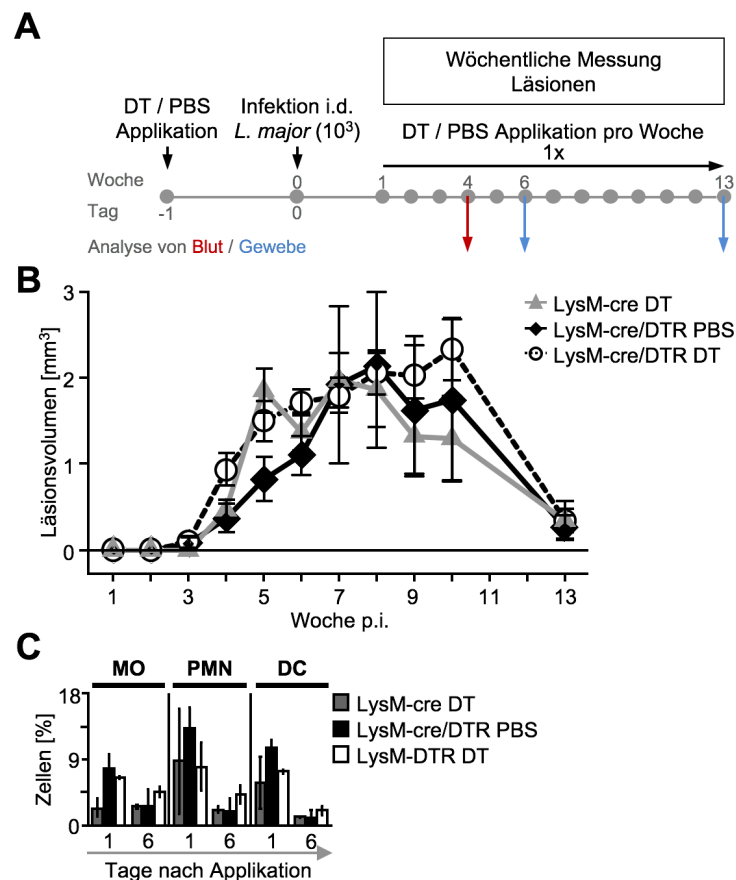 A
Wöchentliche Messung
Läsionen
DT / PBS
Applikation
Infektion i.d.
L. major (10³)
DT / PBS Applikation pro Woche
1x
Woche
0
1
4
6
13
Tag
-1
0
Analyse von Blut / Gewebe
B
Läsionsvolumen [mm³]
3
2
1
0
1
3
5
7
9
11
13
Woche p.i.
LysM-cre DT
LysM-cre/DTR PBS
LysM-cre/DTR DT
C
MO
PMN
DC
Zellen [%]
18
9
0
1
6
1
6
1
6
Tage nach Applikation
LysM-cre DT
LysM-cre/DTR PBS
LysM-DTR DT